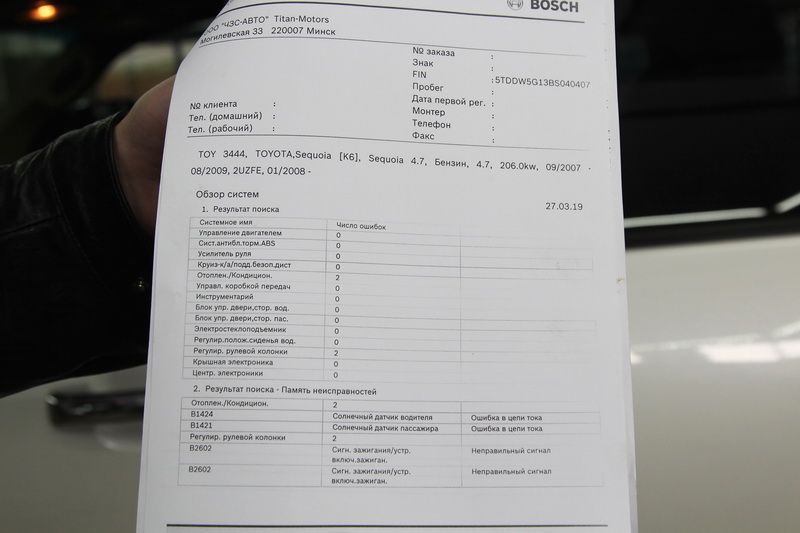 BOSCH
ООО "ЧЗС-АВТО" Titan-Motors
Могилевская 33 220007 Минск
№ заказа :
Знак :
FIN :5TDDW5G13BS040407
Пробег :
Дата первой рег. :
Монтер :
Телефон :
Факс :
№ клиента :
Тел. (домашний) :
Тел. (рабочий) :
TOY 3444, TOYOTA,Sequoia [K6], Sequoia 4.7, Бензин, 4.7, 206.0kw, 09/2007 -
08/2009, 2UZFE, 01/2008 -
Обзор систем
27.03.19
1. Результат поиска
Системное имя Число ошибок
Управление двигателем 0
Сист.антибл.торм.ABS 0
Усилитель руля 0
Круиз-к/а/подд.безоп.дист 0
Отоплен./Кондицион. 2
Управл. коробкой передач 0
Инструментарий 0
Блок упр. двери,стор. вод. 0
Блок упр. двери,стор. пас. 0
Электростеклоподъемник 0
Регулир.полож.сиденья вод. 0
Регулир. рулевой колонки 2
Крышная электроника 0
Центр. электроники 0
2. Результат поиска - Память неисправностей
Отоплен./Кондицион. 2
B1424 Солнечный датчик водителя Ошибка в цепи тока
B1421 Солнечный датчик пассажира Ошибка в цепи тока
Регулир. рулевой колонки 2
B2602 Сигн. зажигания/устр. Неправильный сигнал
включ.зажиган.
B2602 Сигн. зажигания/устр. Неправильный сигнал
включ.зажиган.